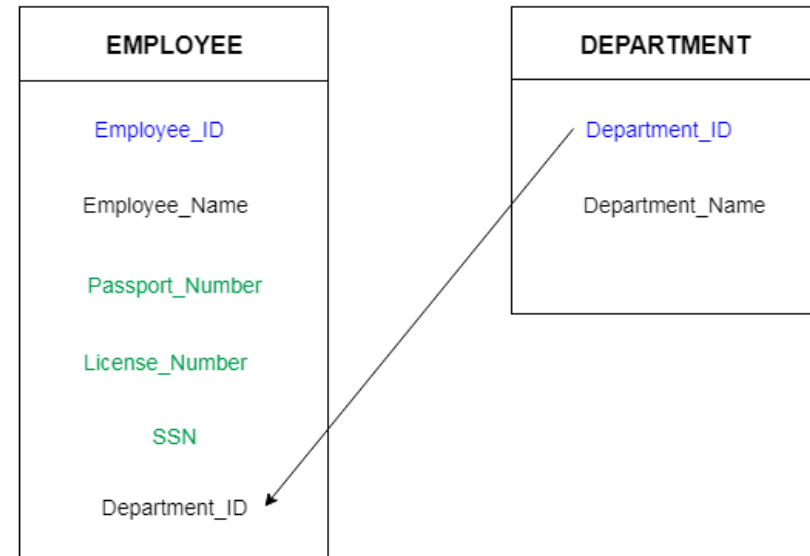 EMPLOYEE
Employee_ID
Employee_Name
Passport_Number
License_Number
SSN
Department_ID
DEPARTMENT
Department_ID
Department_Name